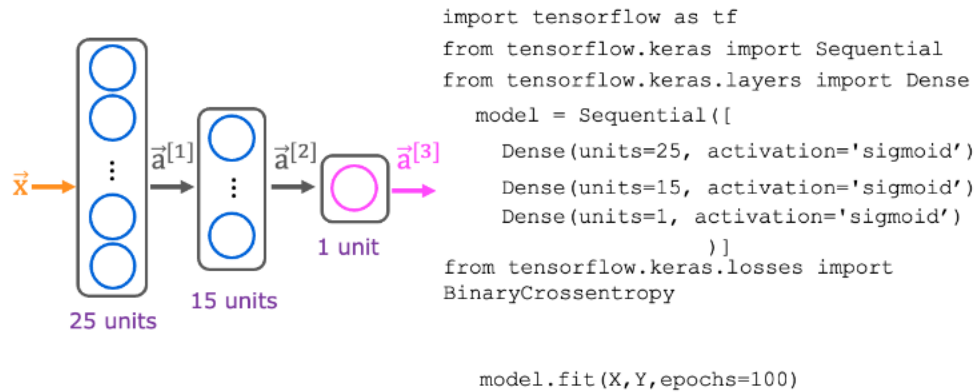 import tensorflow as tf
from tensorflow.keras import Sequential
from tensorflow.keras.layers import Dense
model = Sequential([
Dense(units=25, activation='sigmoid’)
Dense(units=15, activation='sigmoid’)
Dense(units=1, activation='sigmoid’)
)]
from tensorflow.keras.losses import
BinaryCrossentropy
model.fit(X,Y,epochs=100)
x⃗
...
a⃗[1]
...
a⃗[2]
a⃗[3]
25 units
15 units
1 unit